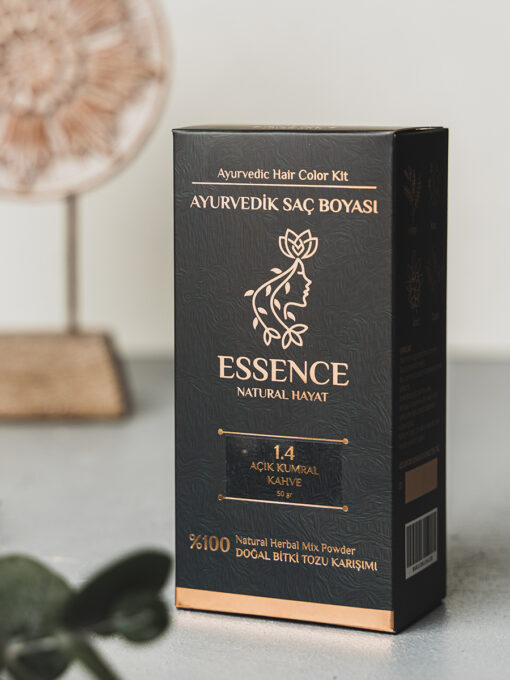 Ayurvedic Hair Color Kit
AYURVEDİK SAÇ BOYASI
ESSENCE
NATURAL HAYAT
1.4
AÇIK KUMRAL
KAHVE
50 gr
%100 Natural Herbal Mix Powder
DOĞAL BİTKİ TOZU KARIŞIMI